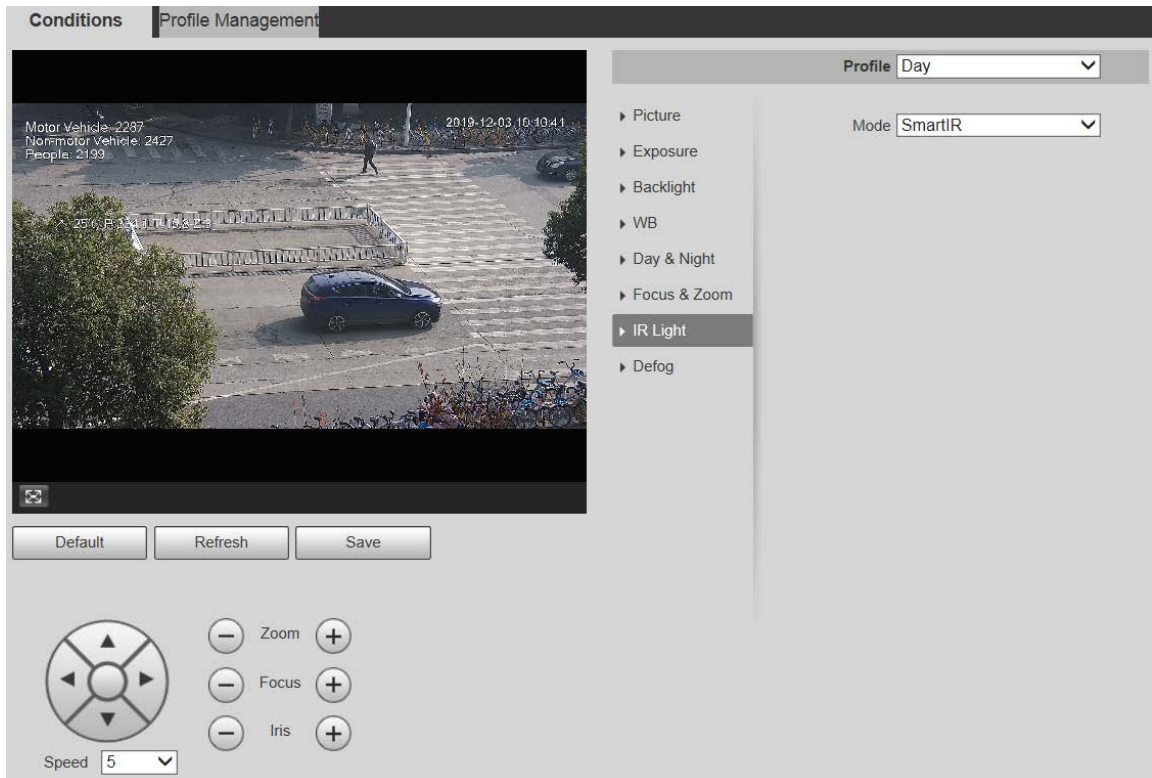 Conditions
Profile Management
Motor Vehicle: 2287
Non-motor Vehicle: 2427
People: 2199
2019-12-03 10:10:41
Default
Refresh
Save
Zoom
Focus
Iris
Speed 5
Profile Day
Picture
Exposure
Backlight
WB
Day & Night
Focus & Zoom
IR Light
Defog
Mode SmartIR